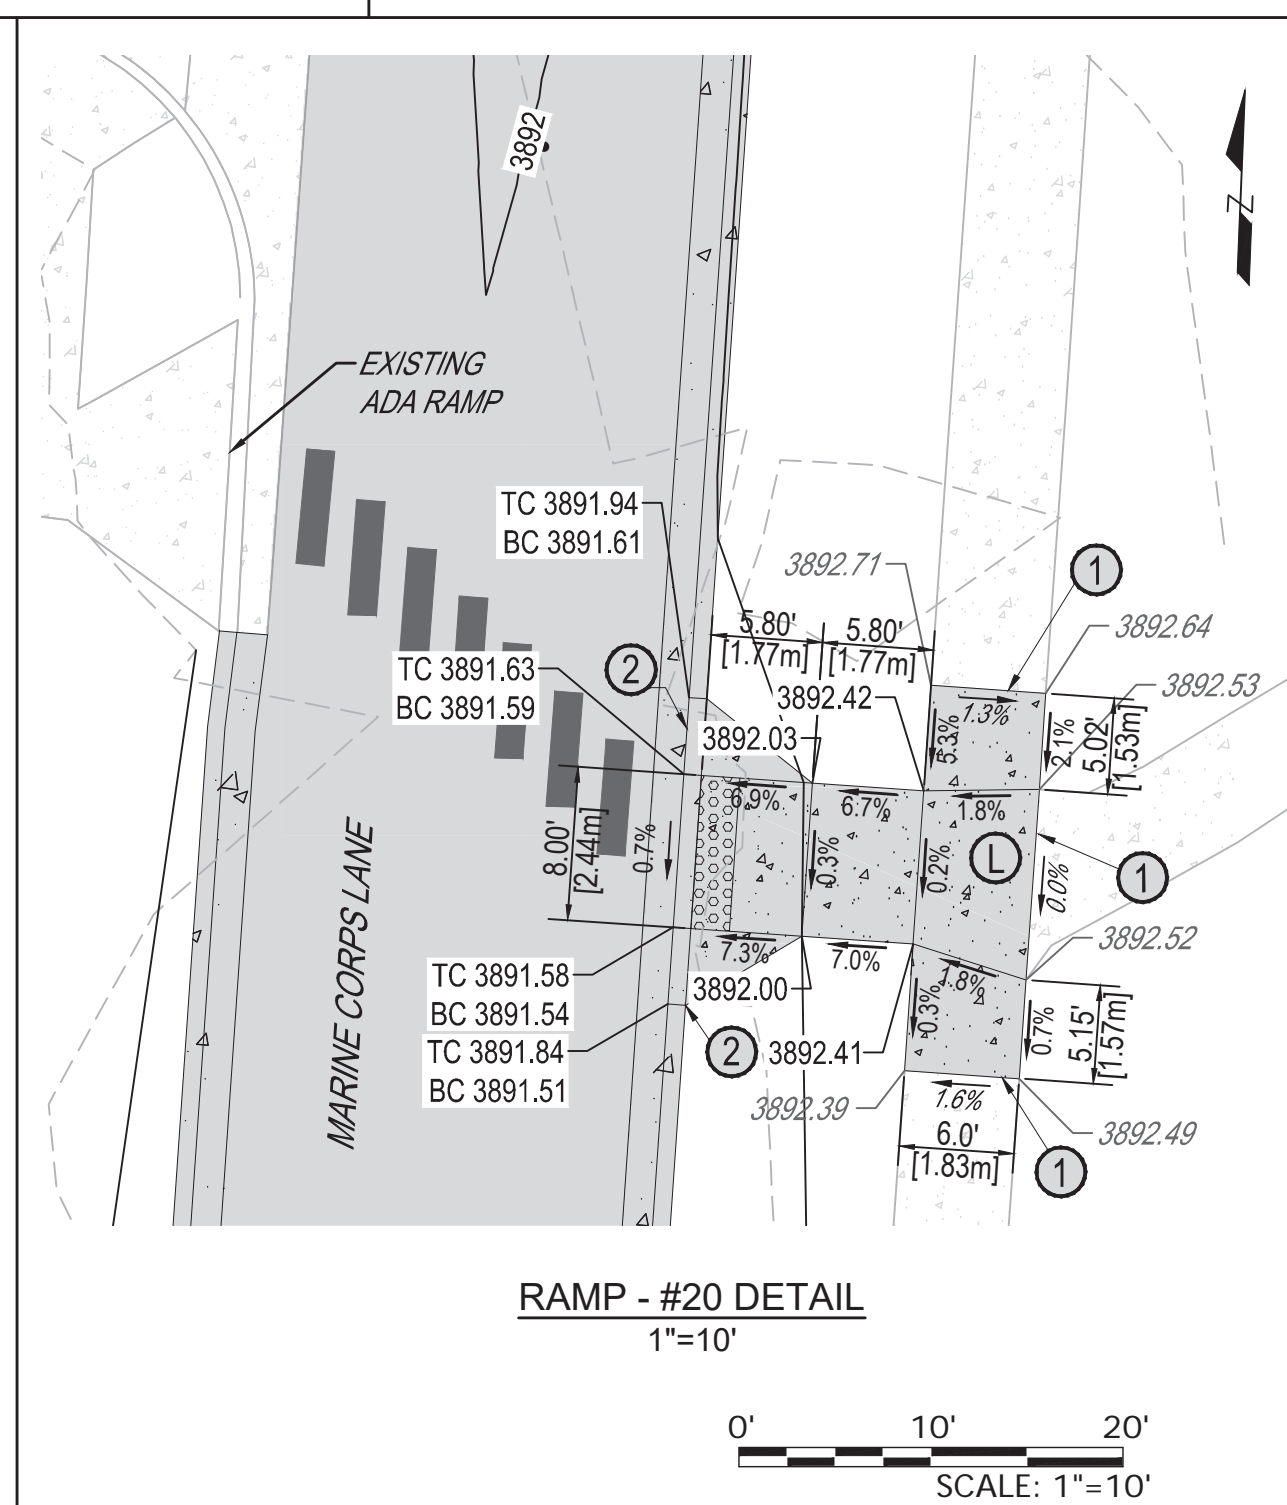 3892
Z
EXISTING
ADA RAMP
TC 3891.94
BC 3891.61
3892.71
1
5.80'
[1.77m]
5.80'
[1.77m]
3892.64
TC 3891.63
BC 3891.59
2
3892.42
3892.53
3892.03
1.3%
5.3%
2.1%
5.02'
[1.53m]
6.9%
6.7%
1.8%
8.00'
[2.44m]
0.7%
0.3%
0.2%
L
0.0%
1
MARINE CORPS LANE
7.3%
7.0%
3892.52
TC 3891.58
BC 3891.54
3892.00
1.8%
0.3%
0.7%
5.15'
[1.57m]
TC 3891.84
BC 3891.51
2
3892.41
3892.39
1.6%
3892.49
6.0'
[1.83m]
1
RAMP - #20 DETAIL
1"=10'
0' 10' 20'
SCALE: 1"=10'